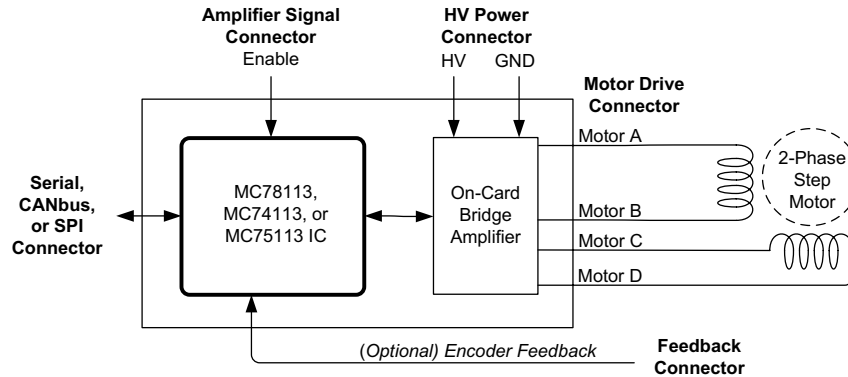 Amplifier Signal
Connector
Enable
HV Power
Connector
HV
GND
Motor Drive
Connector
Motor A
2-Phase
Step
Motor
Serial,
CANbus,
or SPI
Connector
MC78113,
MC74113, or
MC75113 IC
On-Card
Bridge
Amplifier
Motor B
Motor C
Motor D
(Optional) Encoder Feedback
Feedback
Connector